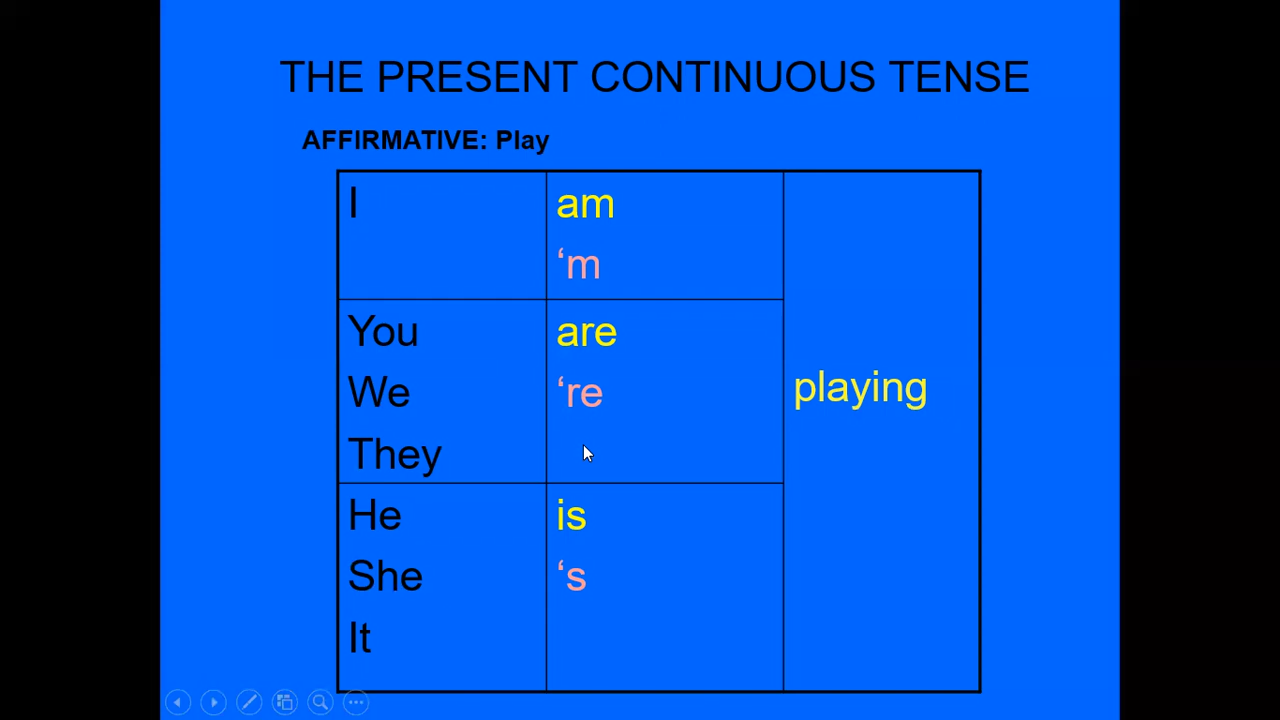 THE PRESENT CONTINUOUS TENSE
AFFIRMATIVE: Play
I
am
‘m
You
We
They
are
‘re
He
She
It
is
‘s
playing